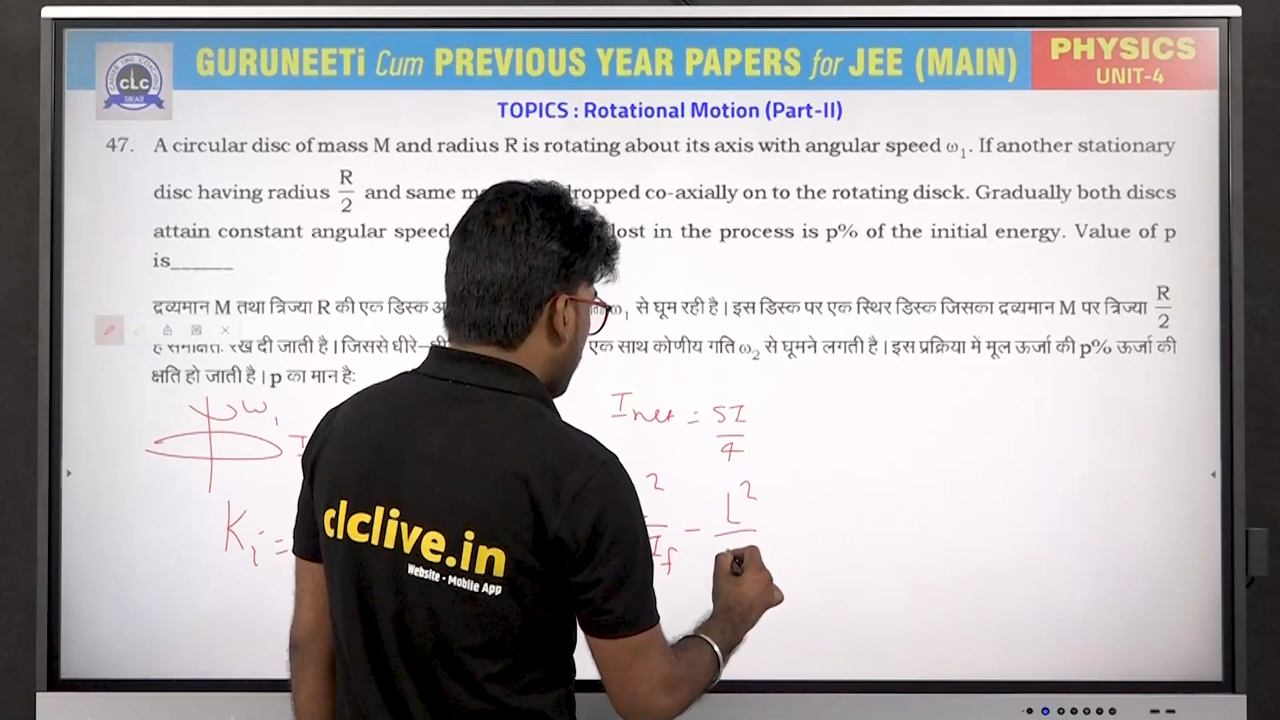 GURUNEETi Cum PREVIOUS YEAR PAPERS for JEE (MAIN)
PHYSICS
UNIT-4
CLC
SIKAR
TOPICS : Rotational Motion (Part-II)
47. A circular disc of mass M and radius R is rotating about its axis with angular speed ω₁. If another stationary
disc having radius R/2 and same dropped co-axially on to the rotating disck. Gradually both discs
attain constant angular speed lost in the process is p% of the initial energy. Value of p
is______
द्रव्यमान M तथा त्रिज्या R की एक डिस्क ω₁ से घूम रही है। इस डिस्क पर एक स्थिर डिस्क जिसका द्रव्यमान M पर त्रिज्या R/2
रख दी जाती है। जिससे एक साथ कोणीय गति ω₂ से घूमने लगती है। इस प्रक्रिया में मूल ऊर्जा की p% ऊर्जा की
क्षति हो जाती है। p का मान है:
ω₁ I
I net = 5I/4
Kᵢ =
2 / I f - L²
clclive.in
Website - Mobile App